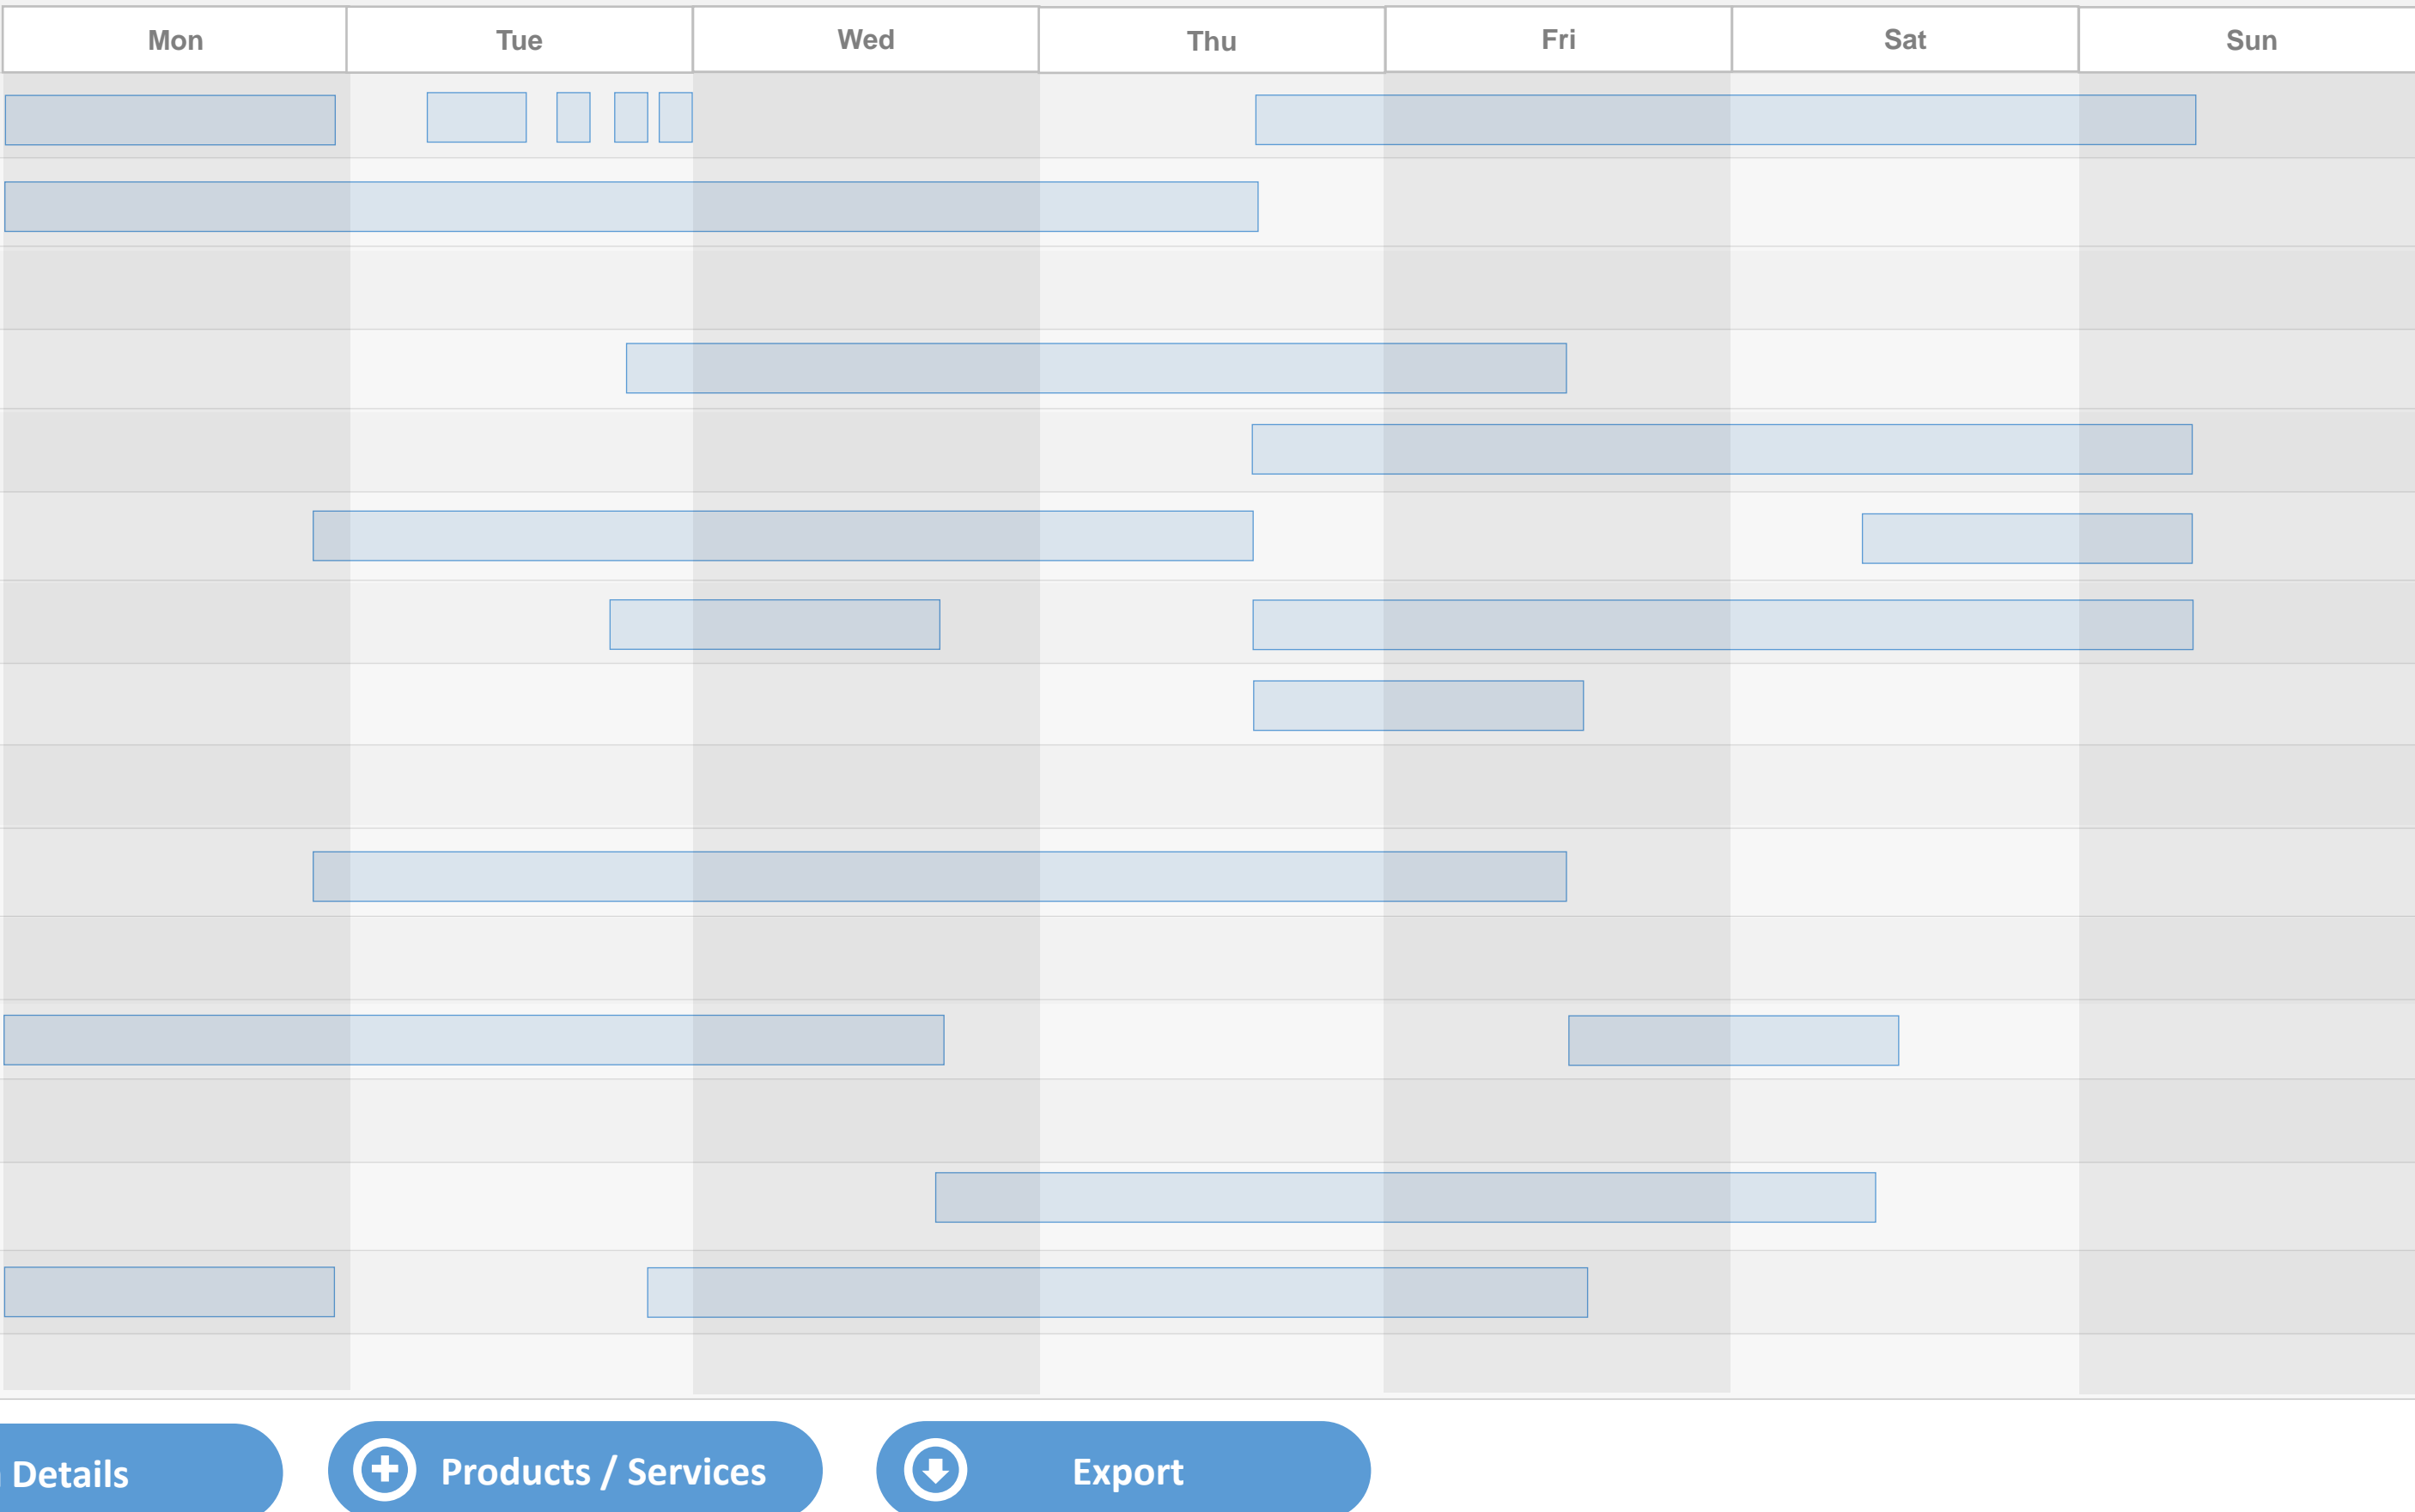 Mon Tue Wed Thu Fri Sat Sun
Details Products / Services Export